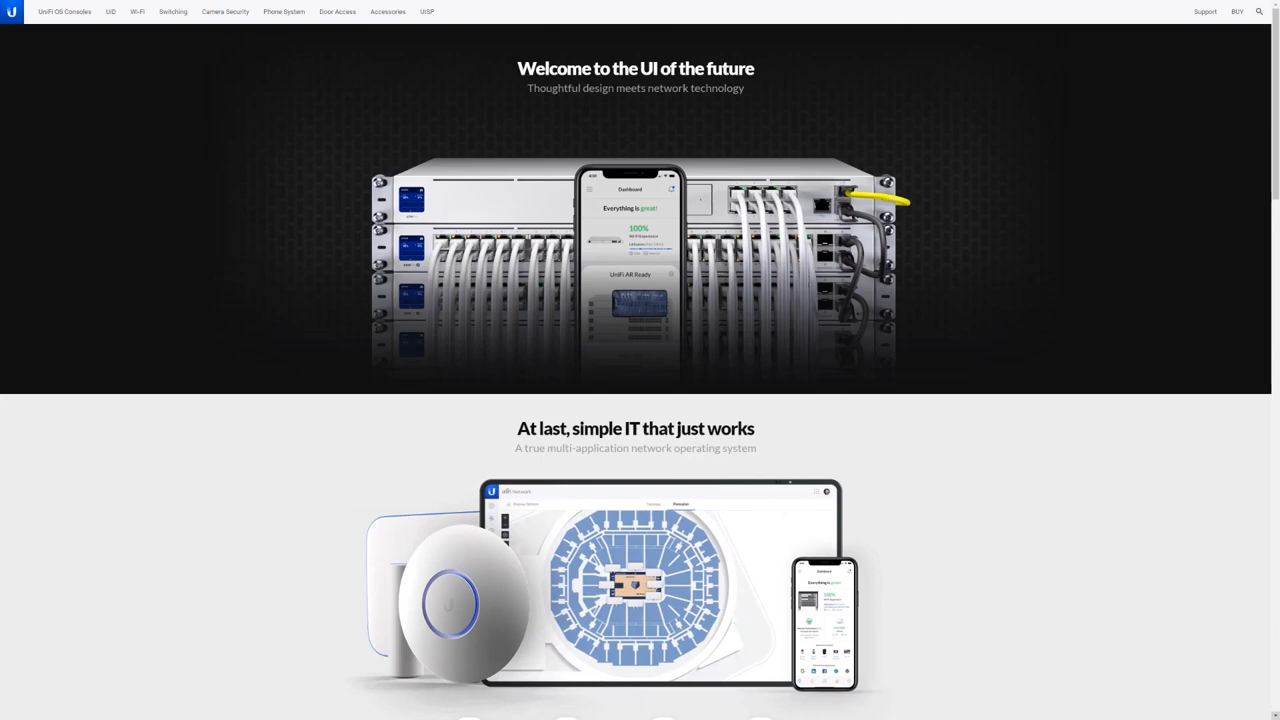 UniFi OS Consoles UID Wi-Fi Switching Camera Security Phone System Door Access Accessories UISP Support BUY
Welcome to the UI of the future
Thoughtful design meets network technology
Dashboard
Everything is great!
100%
UniFi AR Ready
At last, simple IT that just works
A true multi-application network operating system
UniFi Network
Dashboard
Everything is great!
100%